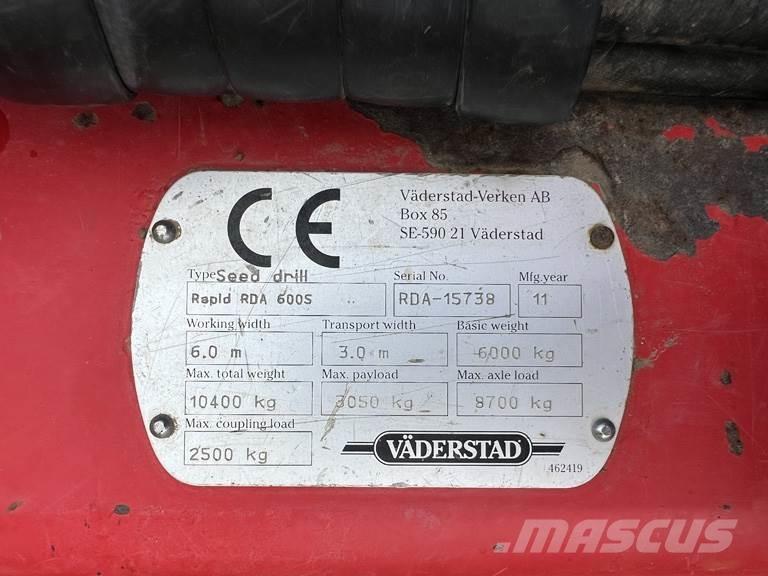 CE
Väderstad-Verken AB
Box 85
SE-590 21 Väderstad
Type Seed drill Serial No. Mfg.year
Rapid RDA 600S RDA-15738 11
Working width Transport width Basic weight
6.0 m 3.0 m 6000 kg
Max. total weight Max. payload Max. axle load
10400 kg 3050 kg 8700 kg
Max. coupling load
2500 kg
VÄDERSTAD
462419
MASCUS